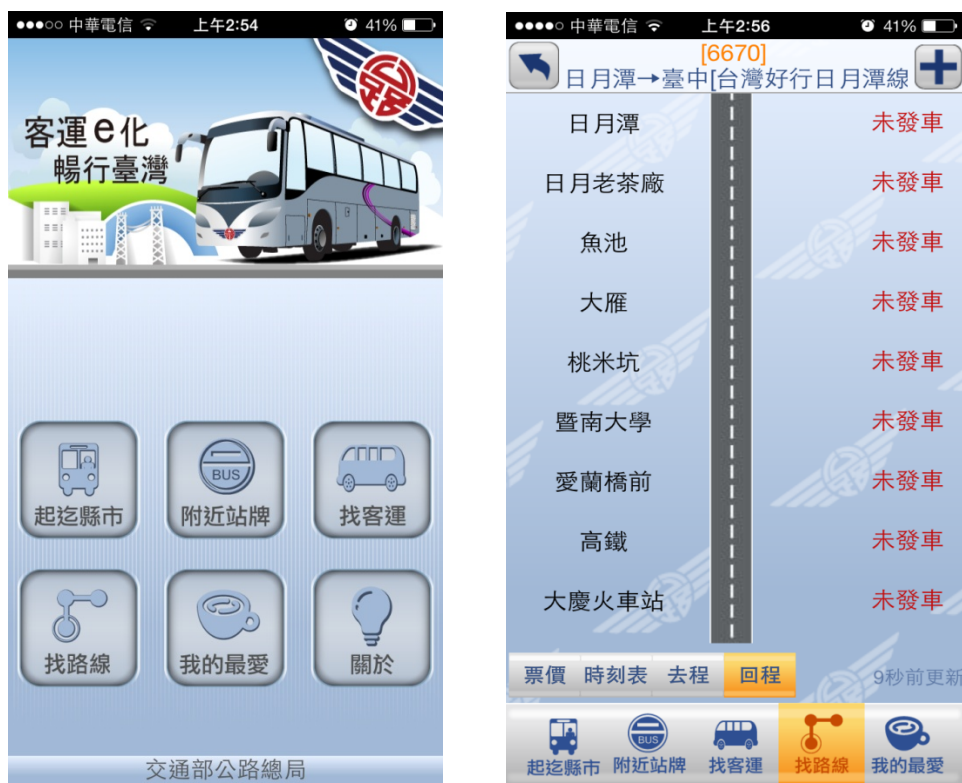 中華電信 上午2:54 41%
客運e化
暢行臺灣
起迄縣市 附近站牌 找客運
BUS
找路線 我的最愛 關於
交通部公路總局
中華電信 上午2:56 41%
[6670]
日月潭→臺中[台灣好行日月潭線
日月潭 未發車
日月老茶廠 未發車
魚池 未發車
大雁 未發車
桃米坑 未發車
暨南大學 未發車
愛蘭橋前 未發車
高鐵 未發車
大慶火車站 未發車
票價 時刻表 去程 回程 9秒前更新
BUS
起迄縣市 附近站牌 找客運 找路線 我的最愛